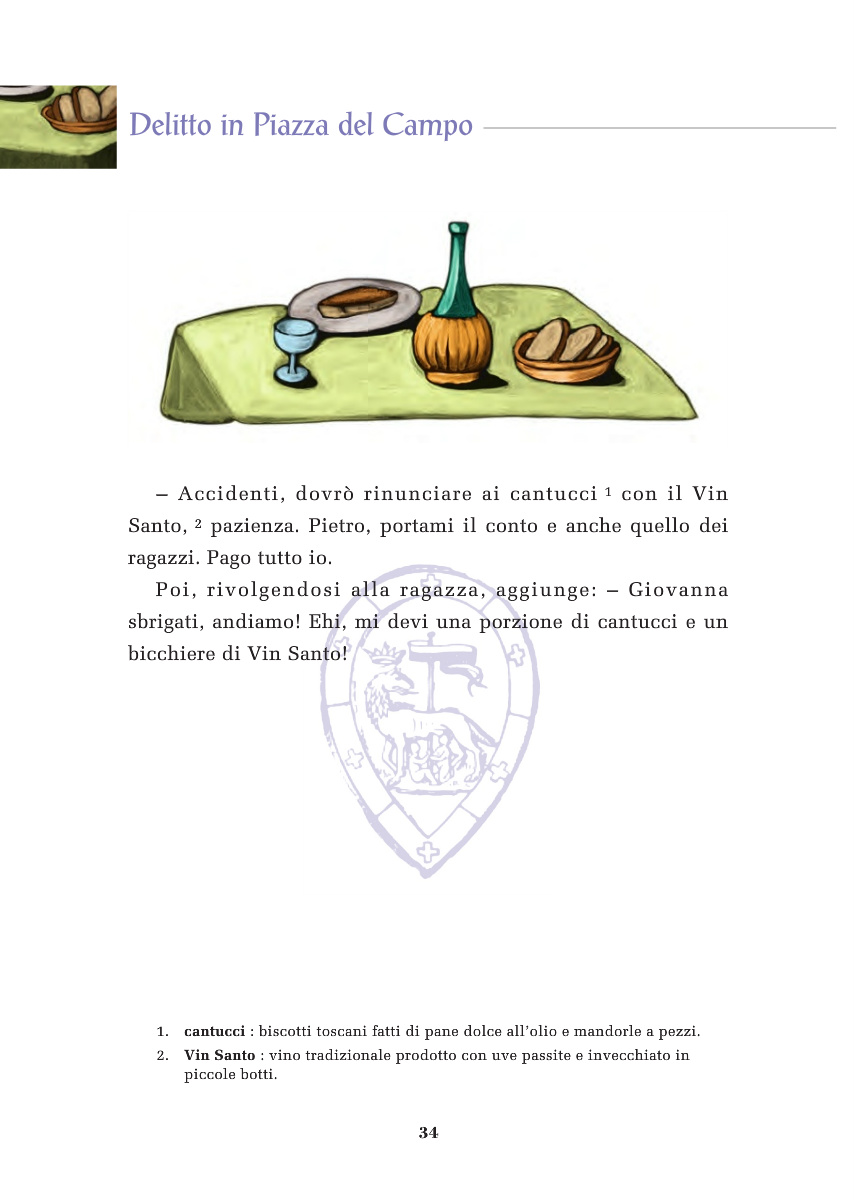 Delitto in Piazza del Campo
– Accidenti, dovrò rinunciare ai cantucci 1 con il Vin
Santo, 2 pazienza. Pietro, portami il conto e anche quello dei
ragazzi. Pago tutto io.
Poi, rivolgendosi alla ragazza, aggiunge: – Giovanna
sbrigati, andiamo! Ehi, mi devi una porzione di cantucci e un
bicchiere di Vin Santo!
1. cantucci : biscotti toscani fatti di pane dolce all’olio e mandorle a pezzi.
2. Vin Santo : vino tradizionale prodotto con uve passite e invecchiato in
piccole botti.
34